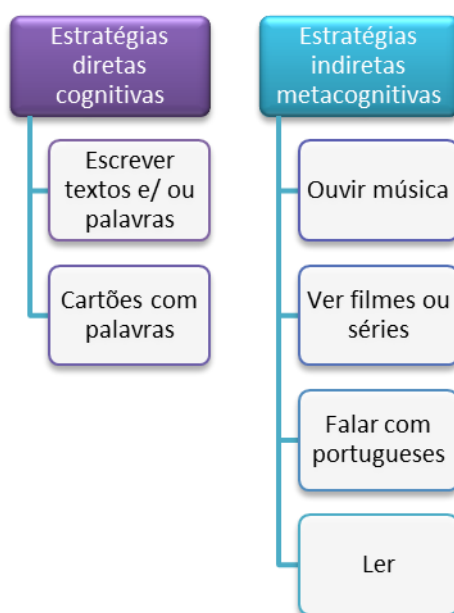 Estratégias
diretas
cognitivas
Escrever
textos e/ ou
palavras
Cartões com
palavras
Estratégias
indiretas
metacognitivas
Ouvir música
Ver filmes ou
séries
Falar com
portugueses
Ler